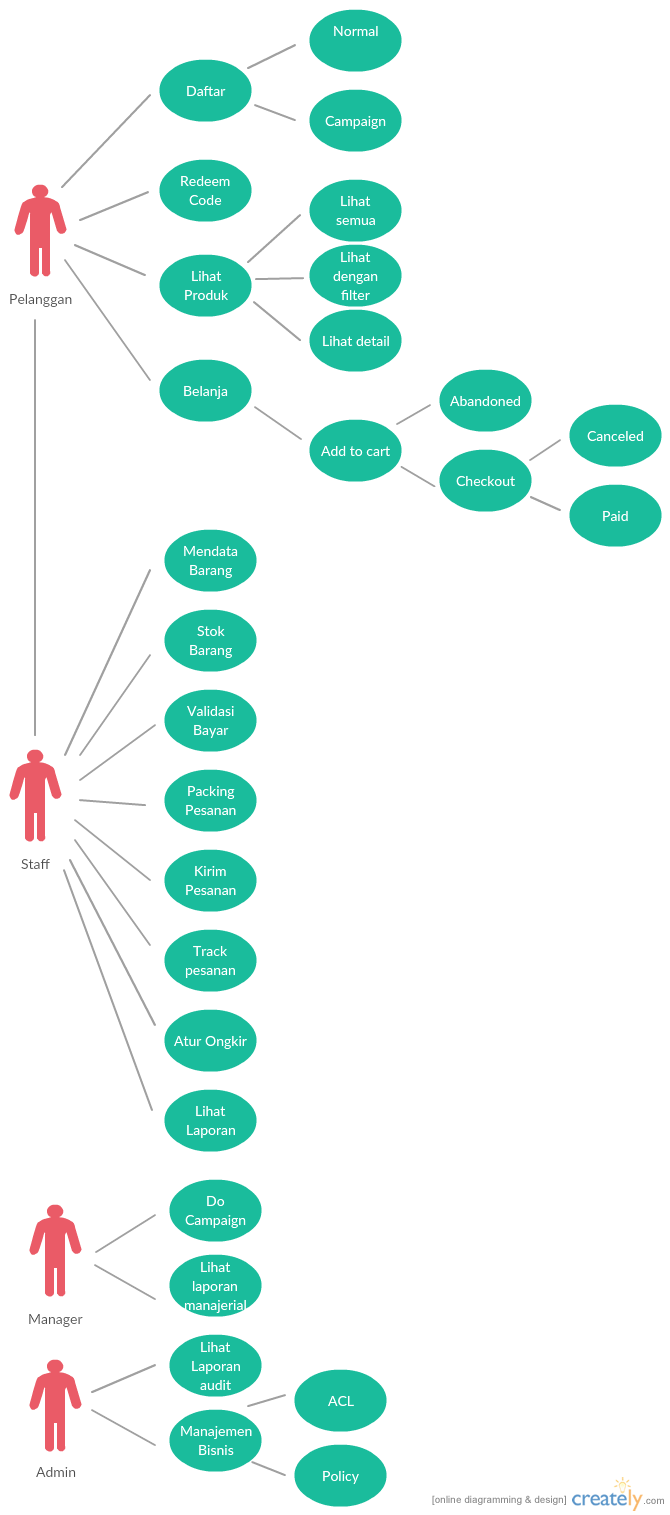 Normal
Daftar
Campaign
Redeem
Code
Lihat
semua
Lihat
Produk
Lihat
dengan
filter
Lihat detail
Pelanggan
Belanja
Abandoned
Add to cart
Canceled
Checkout
Paid
Mendata
Barang
Stok
Barang
Validasi
Bayar
Packing
Pesanan
Staff
Kirim
Pesanan
Track
pesanan
Atur Ongkir
Lihat
Laporan
Do
Campaign
Lihat
laporan
manajerial
Manager
Lihat
Laporan
audit
ACL
Manajemen
Bisnis
Admin
Policy
[online diagramming & design] creately.com